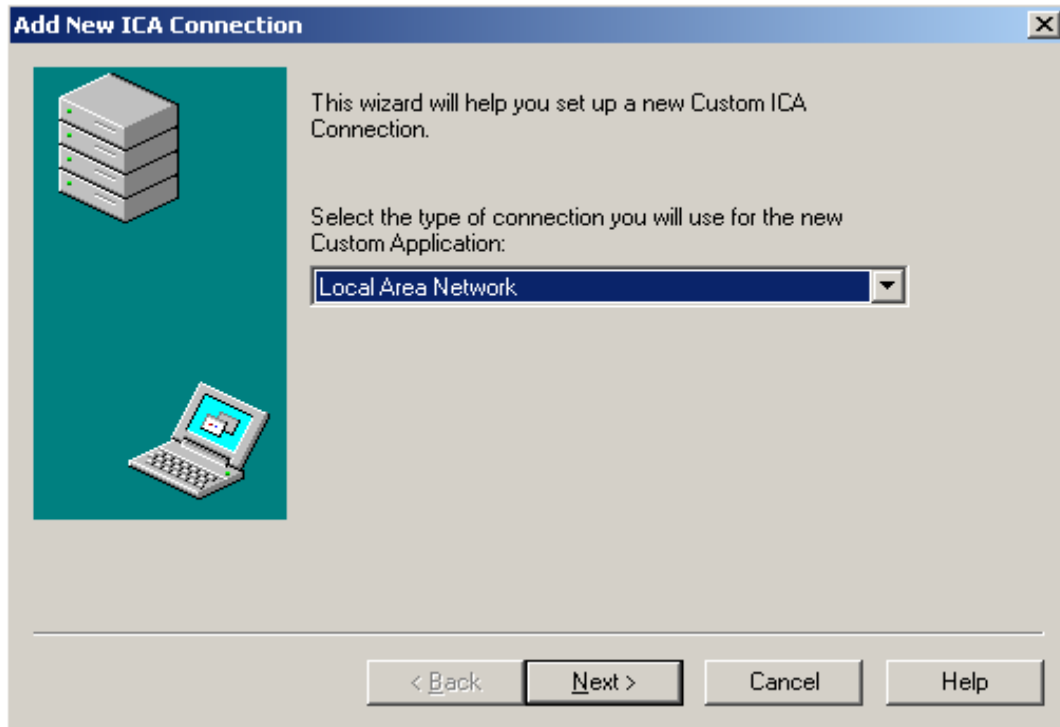 Add New ICA Connection
This wizard will help you set up a new Custom ICA
Connection.
Select the type of connection you will use for the new
Custom Application:
Local Area Network
< Back
Next >
Cancel
Help